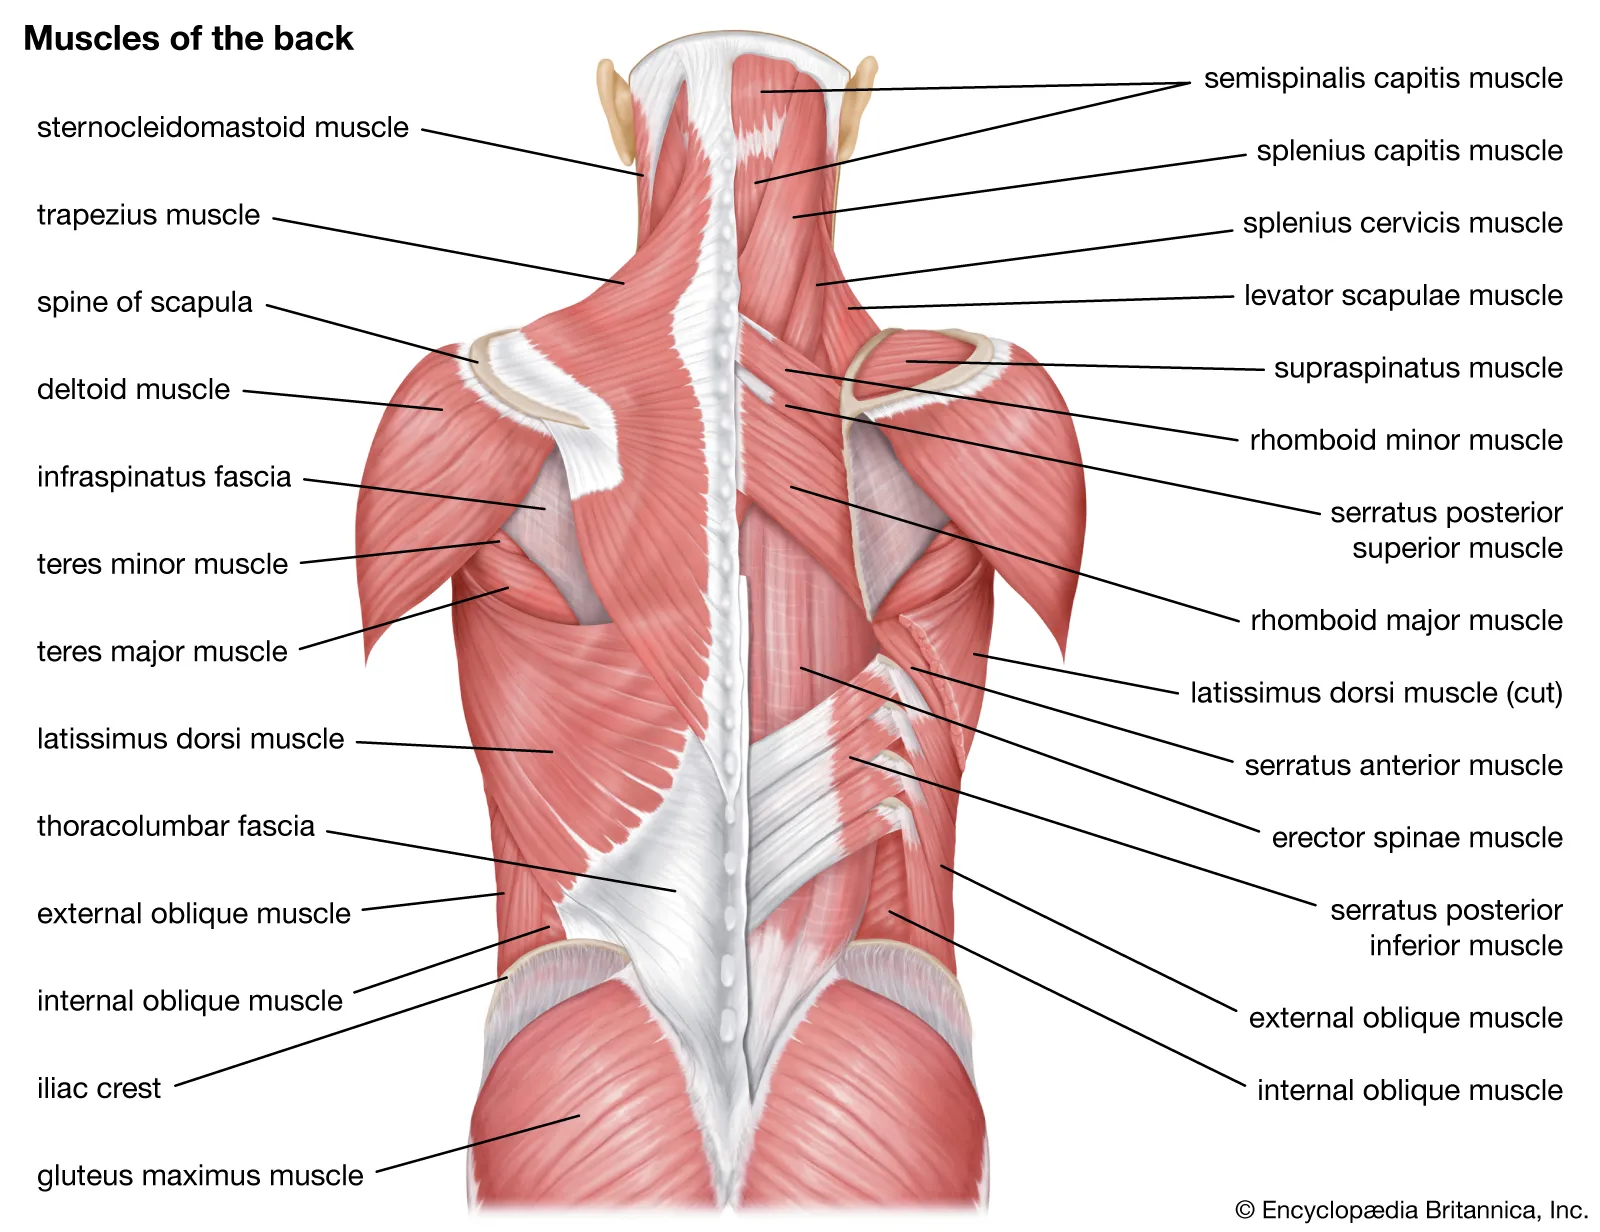 Muscles of the back
sternocleidomastoid muscle
trapezius muscle
spine of scapula
deltoid muscle
infraspinatus fascia
teres minor muscle
teres major muscle
latissimus dorsi muscle
thoracolumbar fascia
external oblique muscle
internal oblique muscle
iliac crest
gluteus maximus muscle
semispinalis capitis muscle
splenius capitis muscle
splenius cervicis muscle
levator scapulae muscle
supraspinatus muscle
rhomboid minor muscle
serratus posterior
superior muscle
rhomboid major muscle
latissimus dorsi muscle (cut)
serratus anterior muscle
erector spinae muscle
serratus posterior
inferior muscle
external oblique muscle
internal oblique muscle
© Encyclopædia Britannica, Inc.